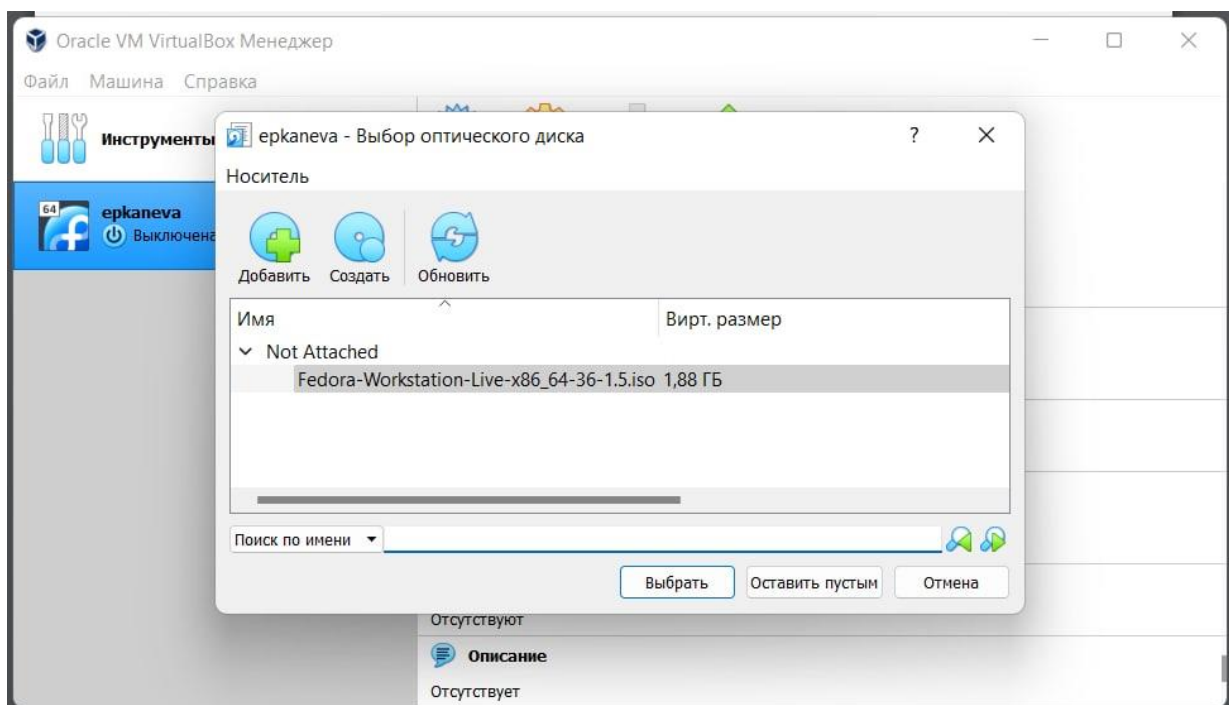 Oracle VM VirtualBox Менеджер
Файл Машина Справка
Инструменты
64
epkaneva
Выключена
epkaneva - Выбор оптического диска ?
Носитель
Добавить Создать Обновить
Имя Вирт. размер
Not Attached
Fedora-Workstation-Live-x86_64-36-1.5.iso 1,88 ГБ
Поиск по имени
Выбрать Оставить пустым Отмена
Отсутствуют
Описание
Отсутствует